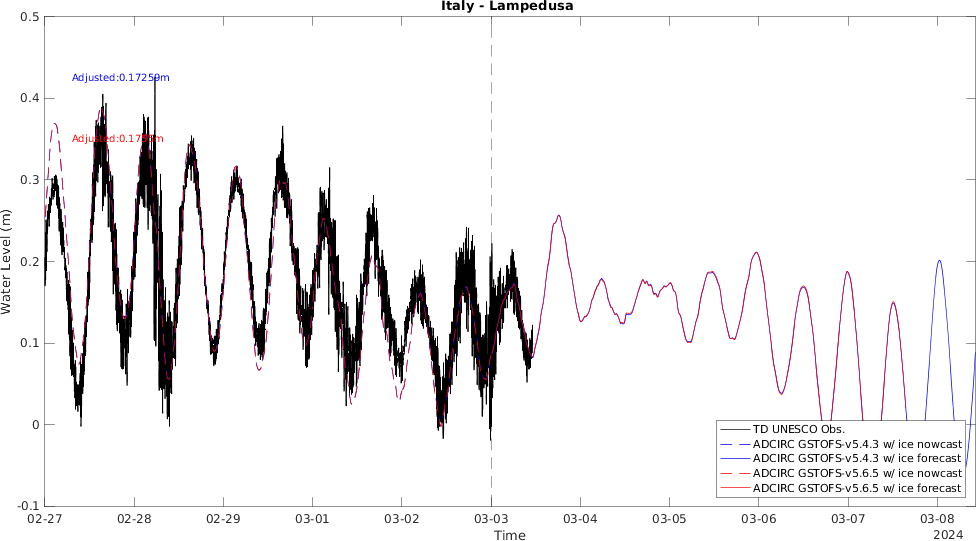 Italy - Lampedusa
0.5
0.4
0.3
0.2
0.1
0
-0.1
Water Level (m)
Adjusted:0.17259m
TD UNESCO Obs.
ADCIRC GSTOFS-v5.4.3 w/ ice nowcast
ADCIRC GSTOFS-v5.4.3 w/ ice forecast
ADCIRC GSTOFS-v5.6.5 w/ ice nowcast
ADCIRC GSTOFS-v5.6.5 w/ ice forecast
02-27 02-28 02-29 03-01 03-02 03-03 03-04 03-05 03-06 03-07 03-08
Time
2024